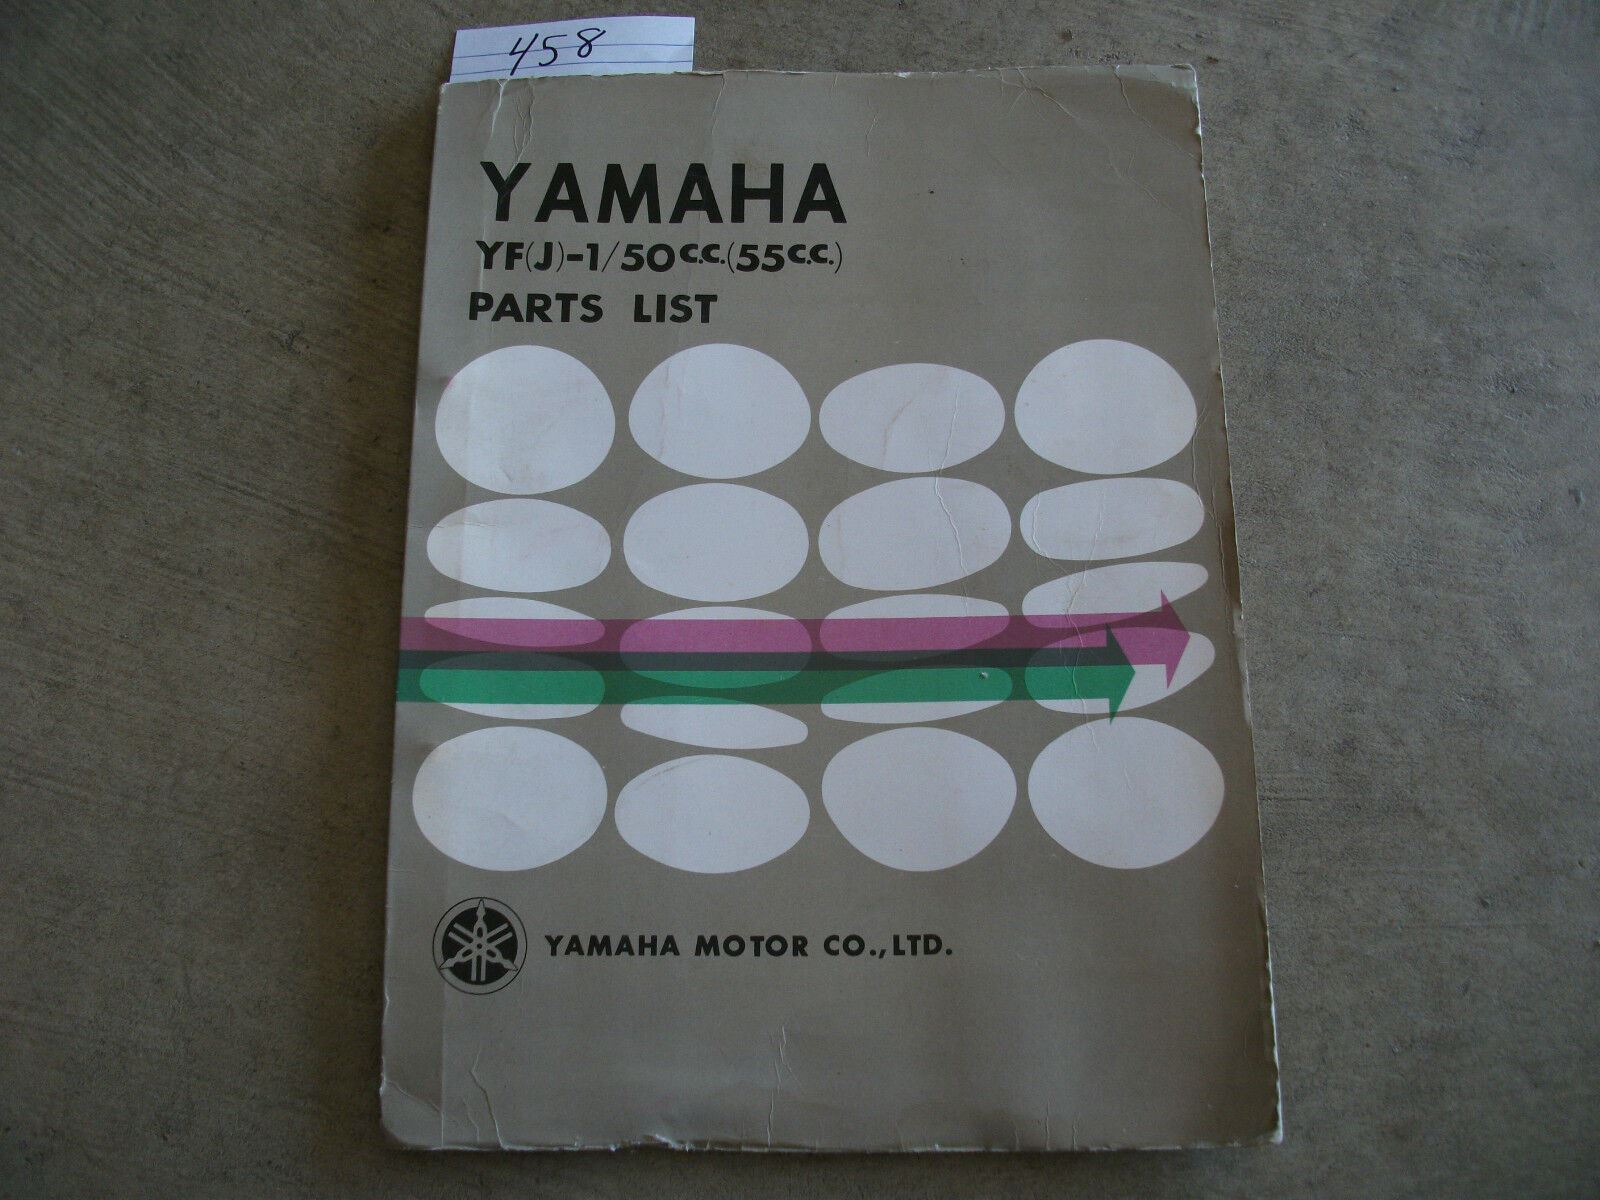 458
YAMAHA
YF(J)-1/50c.c.(55c.c.)
PARTS LIST
YAMAHA MOTOR CO.,LTD.